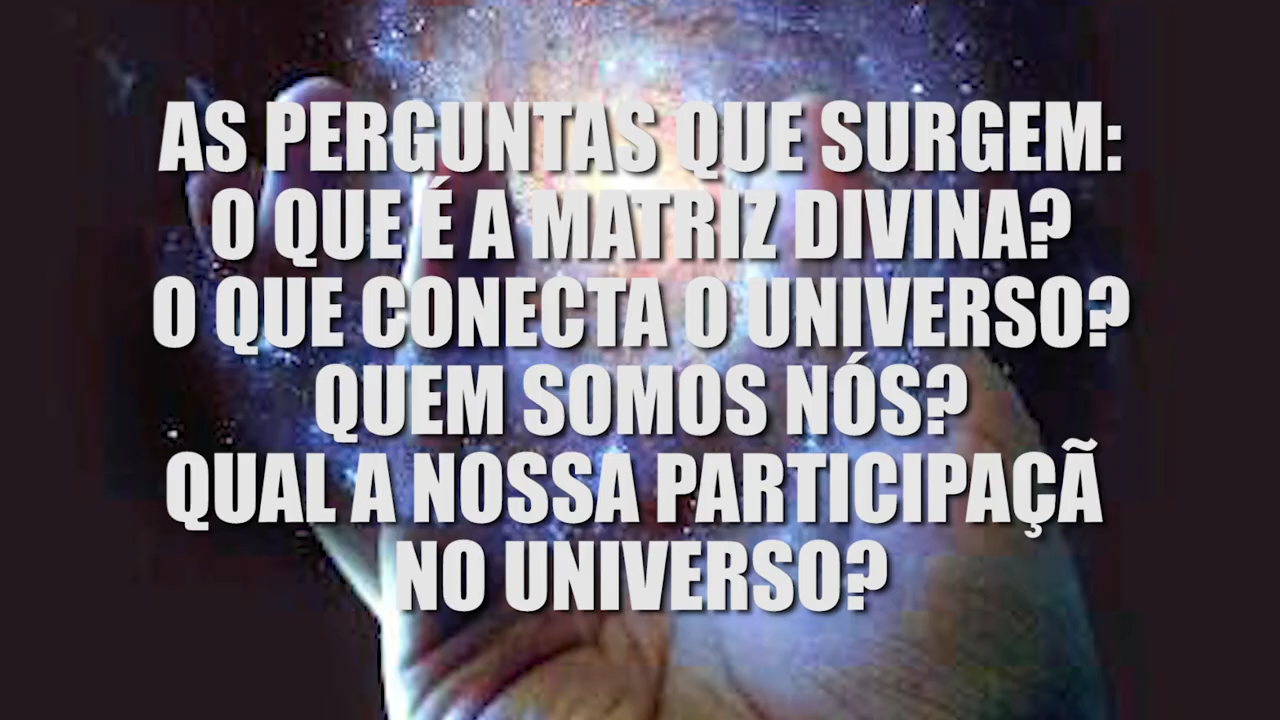 AS PERGUNTAS QUE SURGEM:
O QUE É A MATRIZ DIVINA?
O QUE CONECTA O UNIVERSO?
QUEM SOMOS NÓS?
QUAL A NOSSA PARTICIPAÇÃ
NO UNIVERSO?